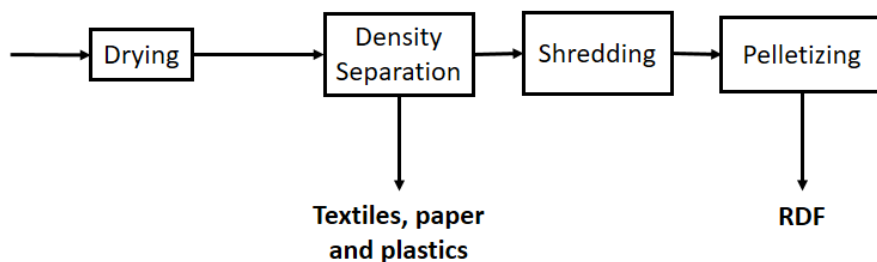 Drying
Density
Separation
Shredding
Pelletizing
Textiles, paper
and plastics
RDF